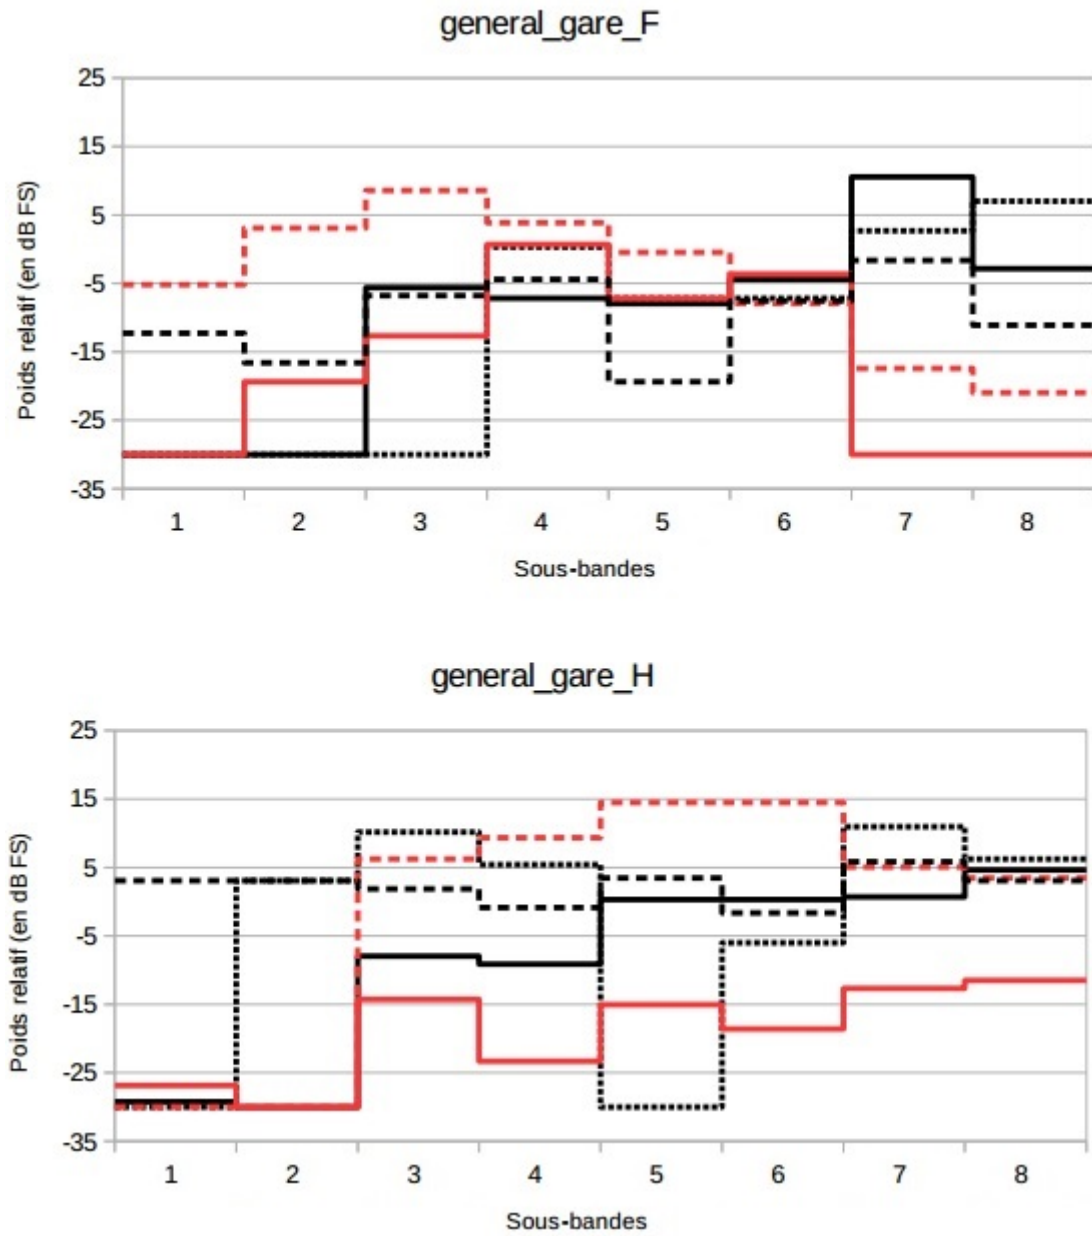 general_gare_F
25
15
5
-5
-15
-25
-35
Poids relatif (en dB FS)
1 2 3 4 5 6 7 8
Sous-bandes
general_gare_H
25
15
5
-5
-15
-25
-35
Poids relatif (en dB FS)
1 2 3 4 5 6 7 8
Sous-bandes